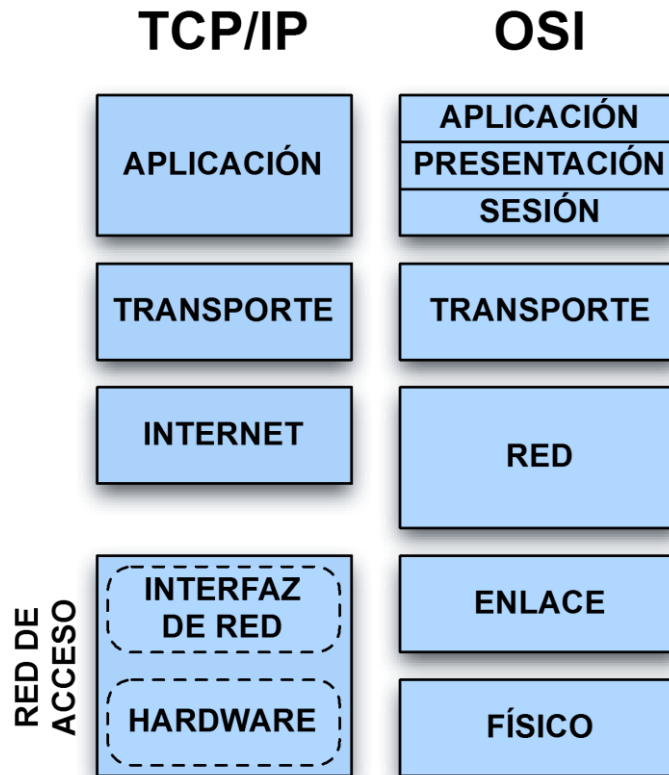 TCP/IP
APLICACIÓN
TRANSPORTE
INTERNET
RED DE
ACCESO
INTERFAZ
DE RED
HARDWARE
OSI
APLICACIÓN
PRESENTACIÓN
SESIÓN
TRANSPORTE
RED
ENLACE
FÍSICO